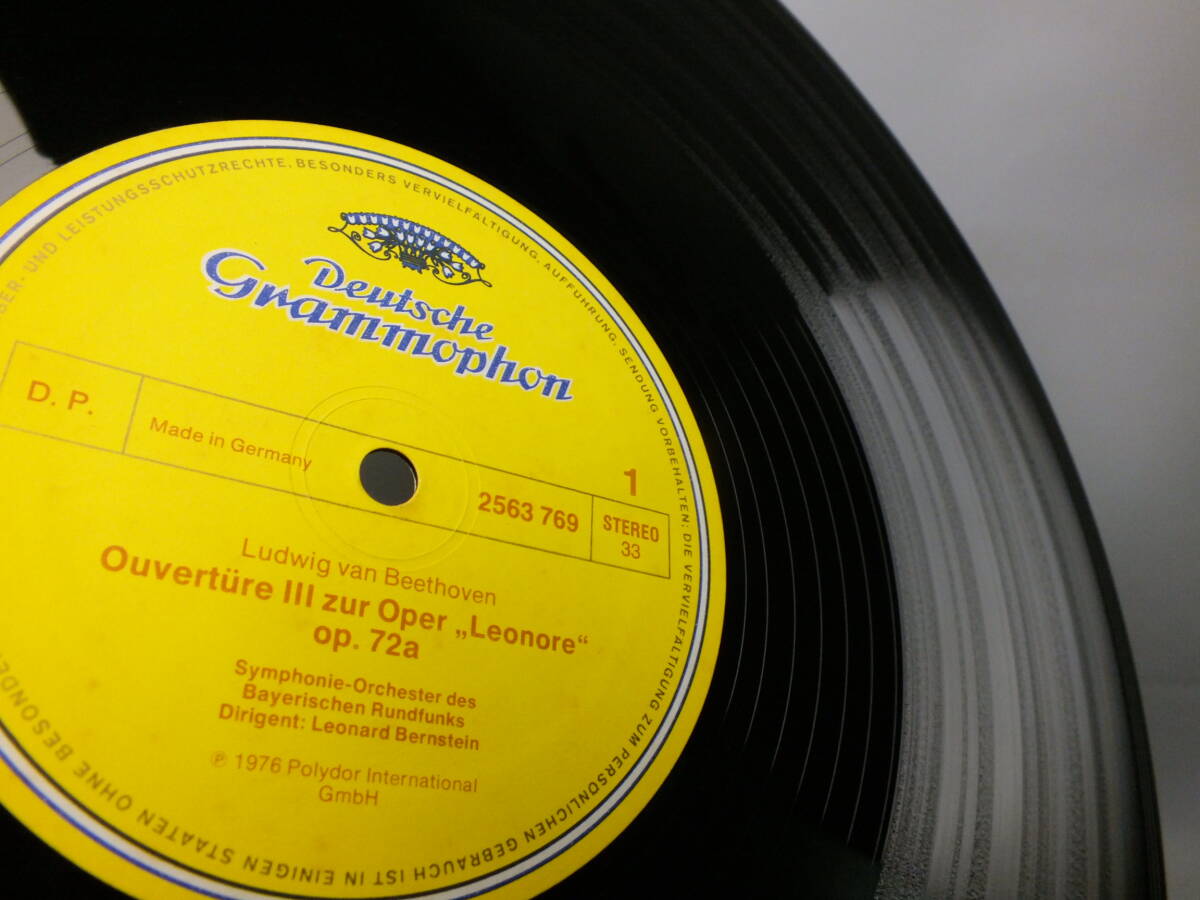 BER- UND LEISTUNGSSCHUTZRECHTE, BESONDERS VERVIELFÄLTIGUNG, AUFFÜHRUNG, SENDUNG VORBEHALTEN; DIE VERVIELFÄLTIGUNG ZUM PERSÖNLICHEN GEBRAUCH IST IN EINIGEN STAATEN OHNE BESONDE
Deutsche
Grammophon
D. P.
Made in Germany
2563 769
1
STEREO
33
Ludwig van Beethoven
Ouvertüre III zur Oper „Leonore“
op. 72a
Symphonie-Orchester des
Bayerischen Rundfunks
Dirigent: Leonard Bernstein
℗ 1976 Polydor International
GmbH